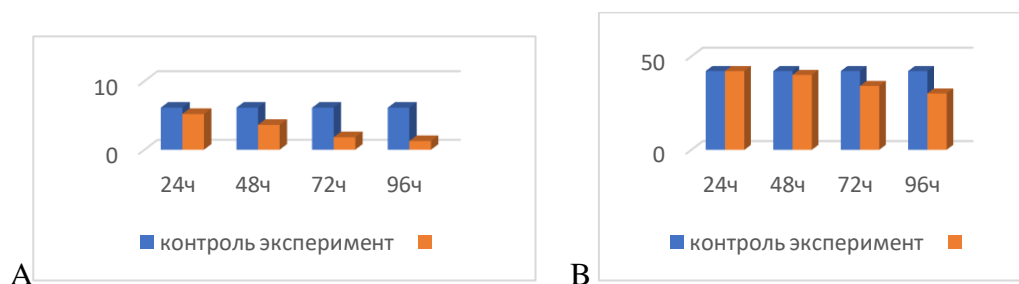 10
0
24ч 48ч 72ч 96ч
контроль эксперимент
А
50
0
24ч 48ч 72ч 96ч
контроль эксперимент
В